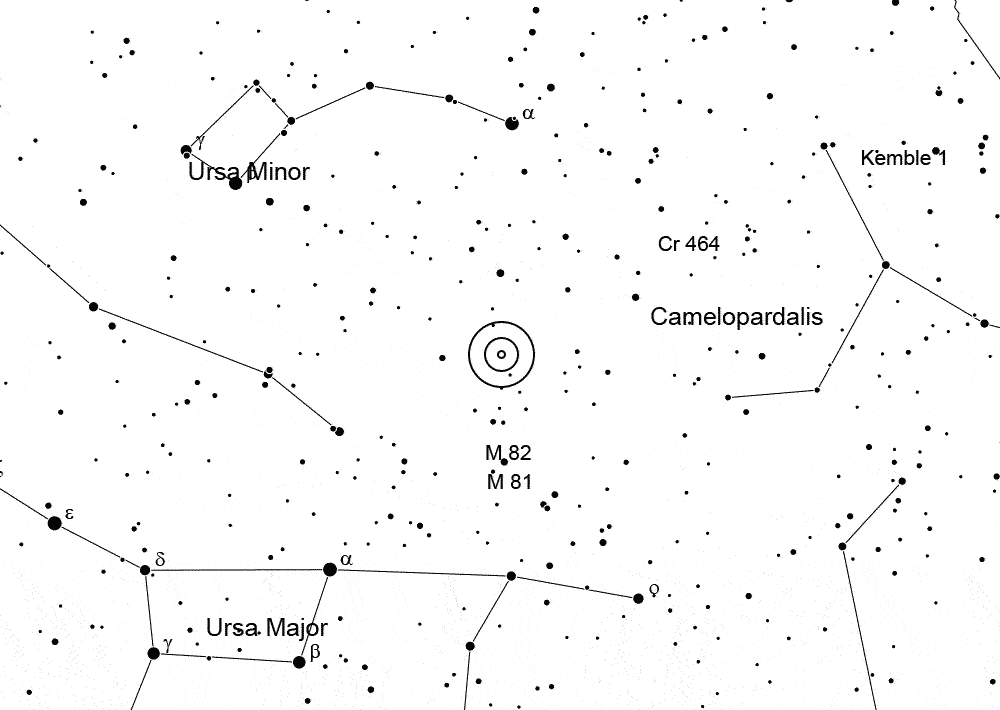 α
γ
Kemble 1
Ursa Minor
β
Cr 464
Camelopardalis
M 82
M 81
ε
δ
α
ο
Ursa Major
γ
β